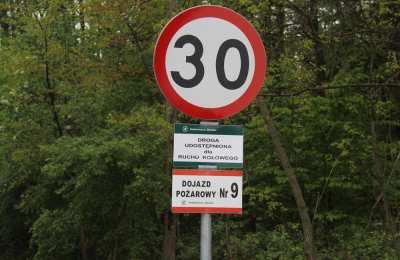 30
DROGA
UDOSTĘPNIONA
dla
RUCHU KOŁOWEGO
DOJAZD
POŻAROWY Nr 9